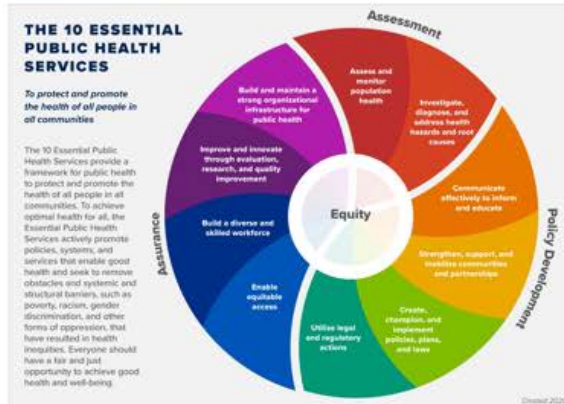 THE 10 ESSENTIAL
PUBLIC HEALTH
SERVICES
To protect and promote
the health of all people in
all communities
The 10 Essential Public
Health Services provide a
framework for public health
to protect and promote the
health of all people in all
communities. To achieve
optimal health for all, the
Essential Public Health
Services actively promote
policies, systems, and
services that enable good
health and seek to remove
obstacles and systemic and
structural barriers, such as
poverty, racism, gender
discrimination, and other
forms of oppression, that
have resulted in health
inequities. Everyone should
have a fair and just
opportunity to achieve good
health and well-being.
Assessment
Assess and
monitor
population
health
Investigate,
diagnose, and
address health
hazards and root
causes
Policy Development
Communicate
effectively to inform
and educate
Strengthen, support, and
mobilize communities
and partnerships
Create,
champion, and
implement
policies, plans,
and laws
Utilize legal
and regulatory
actions
Assurance
Enable
equitable
access
Build a diverse and
skilled workforce
Improve and innovate
through evaluation,
research, and quality
improvement
Build and maintain a
strong organizational
infrastructure for
public health
Equity
Created 2020